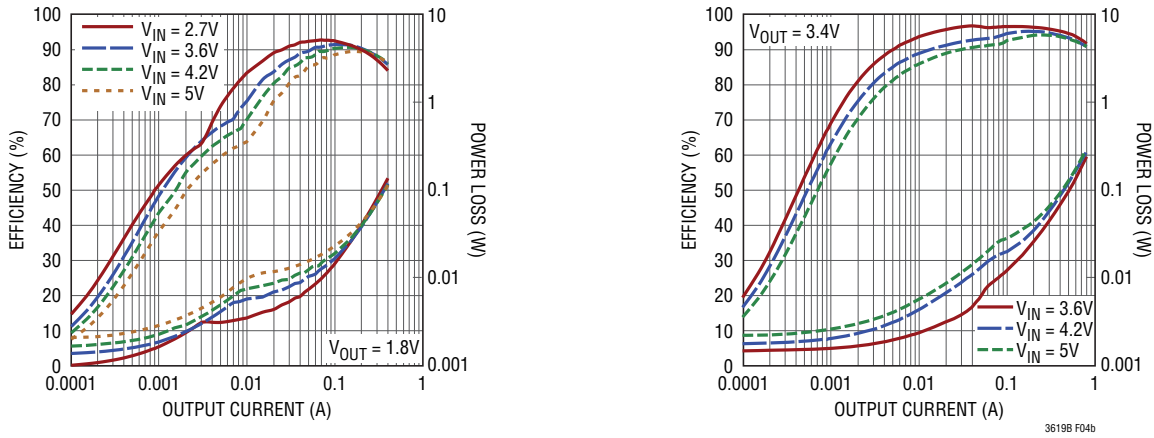 EFFICIENCY (%)
100
90
80
70
60
50
40
30
20
10
0
V_IN = 2.7V
V_IN = 3.6V
V_IN = 4.2V
V_IN = 5V
V_OUT = 1.8V
10
1
0.1
0.01
0.001
POWER LOSS (W)
0.0001 0.001 0.01 0.1 1
OUTPUT CURRENT (A)
EFFICIENCY (%)
100
90
80
70
60
50
40
30
20
10
0
V_OUT = 3.4V
V_IN = 3.6V
V_IN = 4.2V
V_IN = 5V
10
1
0.1
0.01
0.001
POWER LOSS (W)
0.0001 0.001 0.01 0.1 1
OUTPUT CURRENT (A)
3619B F04b